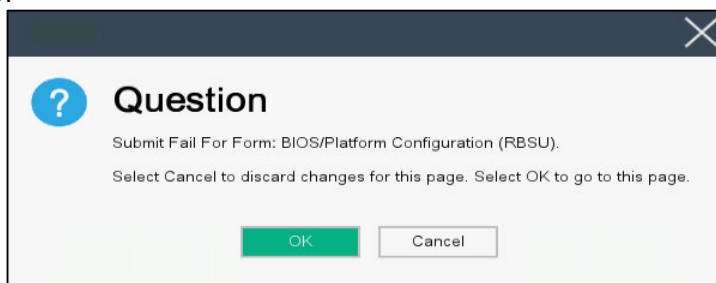 Question
Submit Fail For Form: BIOS/Platform Configuration (RBSU).
Select Cancel to discard changes for this page. Select OK to go to this page.
OK Cancel